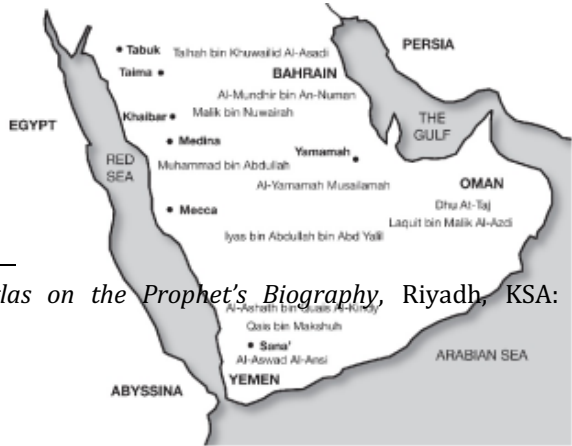 PERSIA
Tabuk
Talhah bin Khuwailid Al-Asadi
Taima
BAHRAIN
Al-Mundhir bin An-Numan
Khaibar
Malik bin Nuwairah
THE
GULF
EGYPT
Medina
RED
SEA
Yamamah
Muhammad bin Abdullah
Al-Yamamah Musailamah
OMAN
Mecca
Dhu At-Taj
Laquit bin Malik Al-Azdi
Iyas bin Abdullah bin Abd Yalil
tlas on the Prophet’s Biography, Riyadh, KSA:
Al-Ashath bin Quais Al-Kindy
Qais bin Makshuh
Sana'
Al-Aswad Al-Ansi
ARABIAN SEA
YEMEN
ABYSSINA